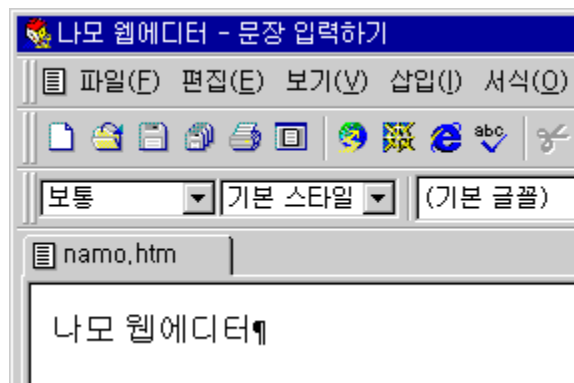 나모 웹에디터 - 문장 입력하기
파일(F) 편집(E) 보기(V) 삽입(I) 서식(O)
abc
보통 기본 스타일 (기본 글꼴)
namo.htm
나모 웹에디터¶